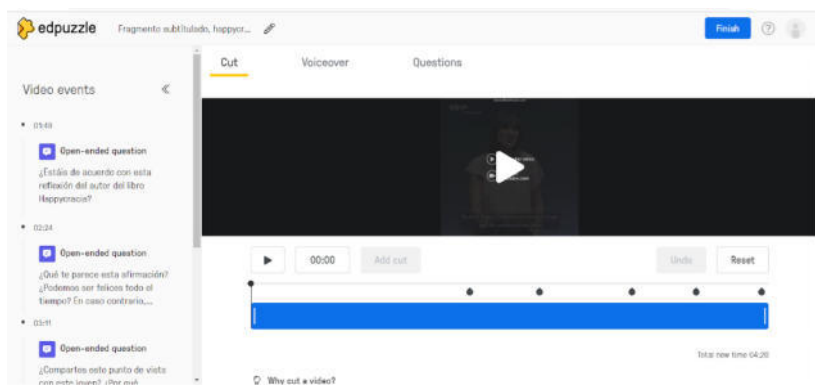 edpuzzle
Fragmento subtitulado, happycr...
Finish
Cut
Voiceover
Questions
Video events
01:49
Open-ended question
¿Estáis de acuerdo con esta
reflexión del autor del libro
Happycracia?
02:24
Open-ended question
¿Qué te parece esta afirmación?
¿Podemos ser felices todo el
tiempo? En caso contrario,...
03:11
Open-ended question
¿Compartes este punto de vista
con este joven? ¿Por qué
00:00
Add cut
Undo
Reset
Total new time 04:28
Why cut a video?